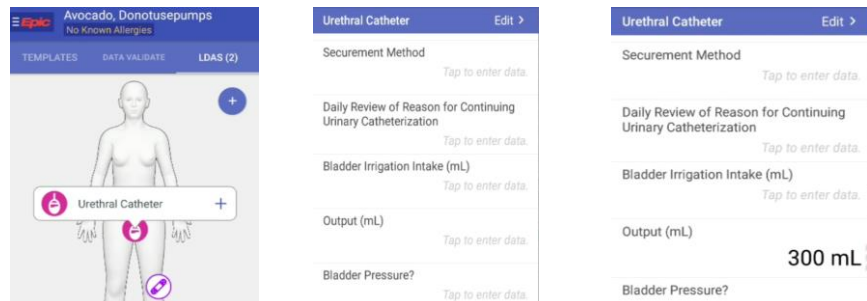 Epic
Avocado, Donotusepumps
No Known Allergies
TEMPLATES DATA VALIDATE LDAS (2)
+
Urethral Catheter +
Urethral Catheter Edit >
Securement Method
Tap to enter data.
Daily Review of Reason for Continuing
Urinary Catheterization
Tap to enter data.
Bladder Irrigation Intake (mL)
Tap to enter data.
Output (mL)
Tap to enter data.
Bladder Pressure?
Tap to enter data.
Urethral Catheter Edit >
Securement Method
Tap to enter data.
Daily Review of Reason for Continuing
Urinary Catheterization
Tap to enter data.
Bladder Irrigation Intake (mL)
Tap to enter data.
Output (mL)
300 mL
Bladder Pressure?